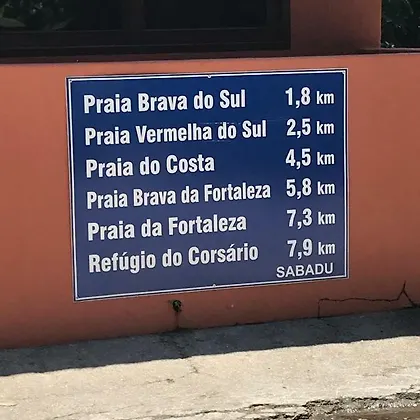 Praia Brava do Sul 1,8 km
Praia Vermelha do Sul 2,5 km
Praia do Costa 4,5 km
Praia Brava da Fortaleza 5,8 km
Praia da Fortaleza 7,3 km
Refúgio do Corsário 7,9 km
SABADU